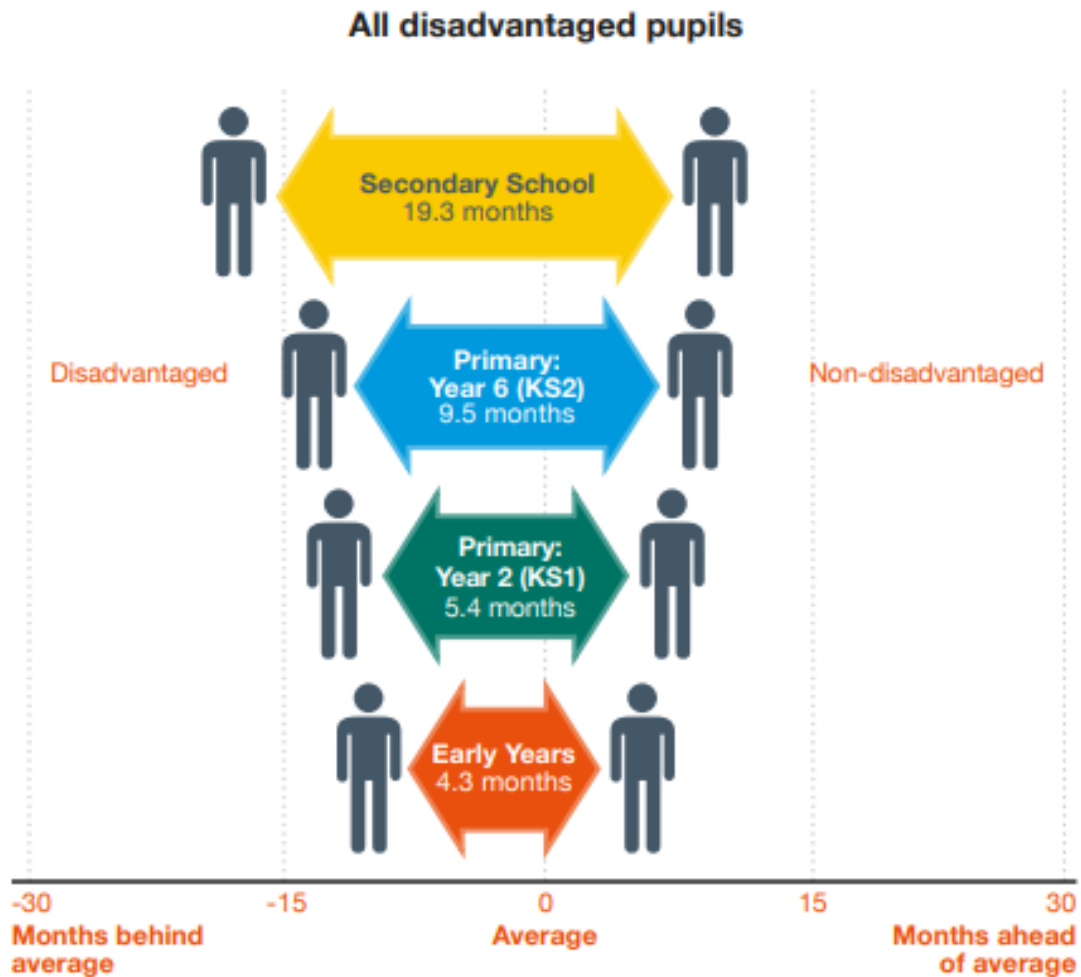 All disadvantaged pupils
Secondary School
19.3 months
Primary:
Year 6 (KS2)
9.5 months
Disadvantaged
Non-disadvantaged
Primary:
Year 2 (KS1)
5.4 months
Early Years
4.3 months
-30
-15
0
15
30
Months behind
average
Average
Months ahead
of average